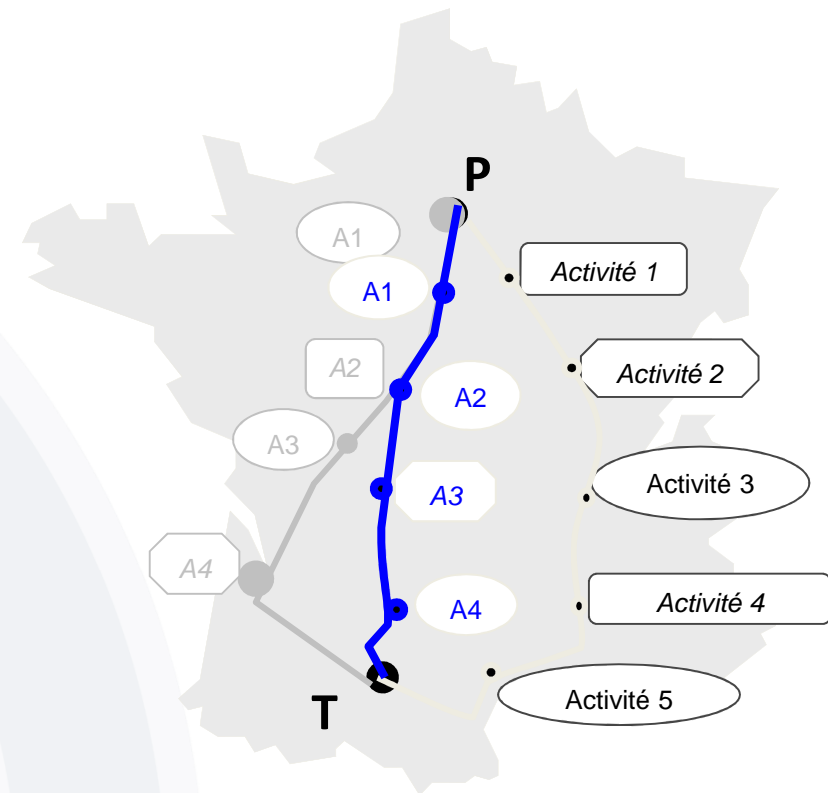 P
A1
Activité 1
A1
A2
Activité 2
A2
A3
Activité 3
A3
A4
A4
Activité 4
T
Activité 5